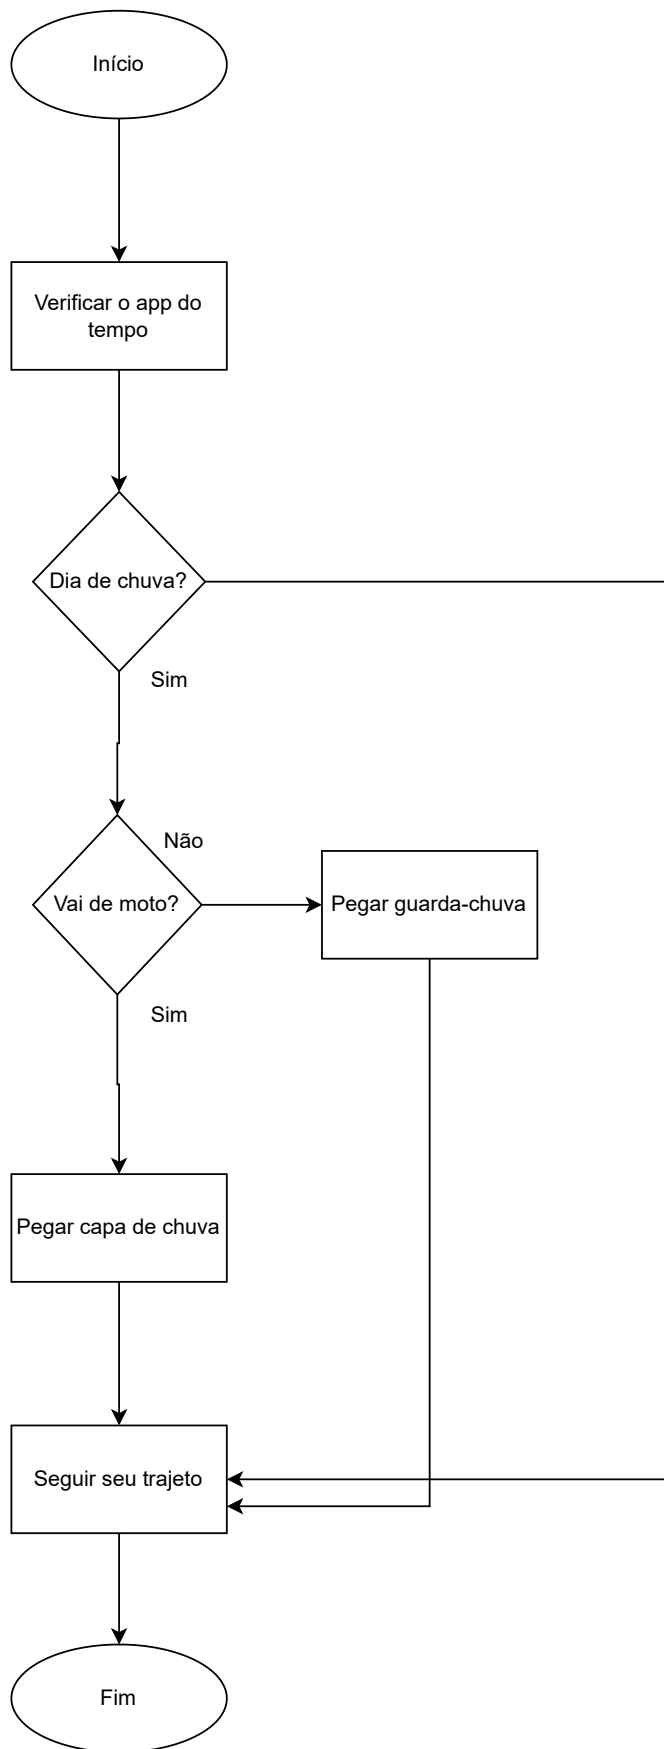 Início
Verificar o app do
tempo
Dia de chuva?
Sim
Não
Vai de moto?
Pegar guarda-chuva
Sim
Pegar capa de chuva
Seguir seu trajeto
Fim